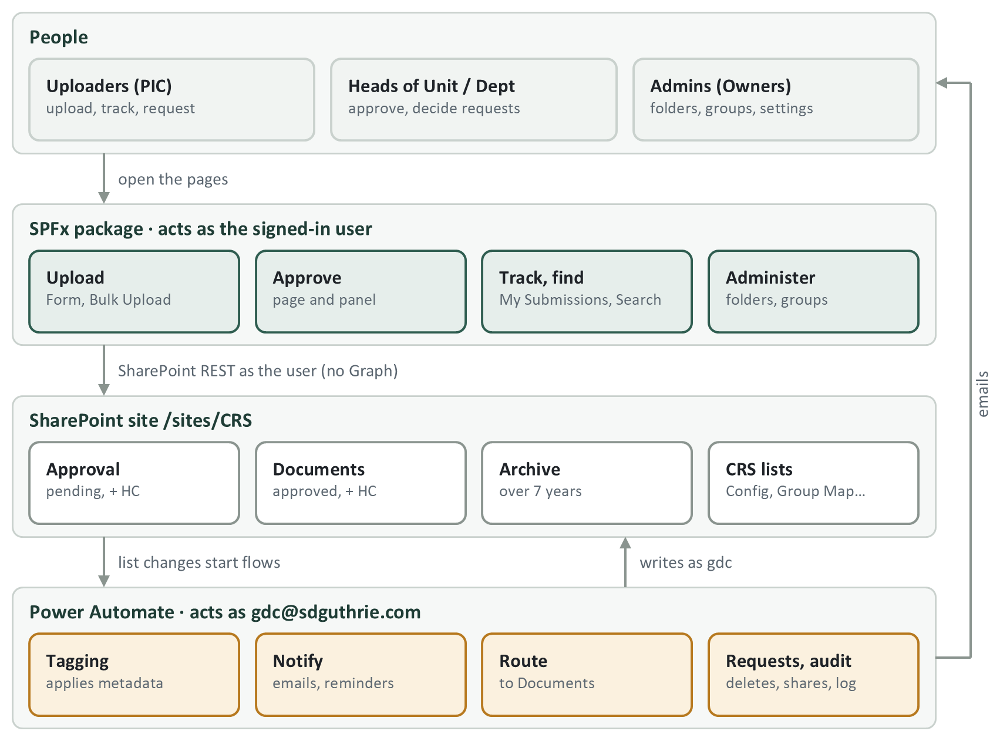 People
Uploaders (PIC)
upload, track, request
Heads of Unit / Dept
approve, decide requests
Admins (Owners)
folders, groups, settings
open the pages
SPFx package · acts as the signed-in user
Upload
Form, Bulk Upload
Approve
page and panel
Track, find
My Submissions, Search
Administer
folders, groups
SharePoint REST as the user (no Graph)
emails
SharePoint site /sites/CRS
Approval
pending, + HC
Documents
approved, + HC
Archive
over 7 years
CRS lists
Config, Group Map...
list changes start flows
writes as gdc
Power Automate · acts as gdc@sdguthrie.com
Tagging
applies metadata
Notify
emails, reminders
Route
to Documents
Requests, audit
deletes, shares, log